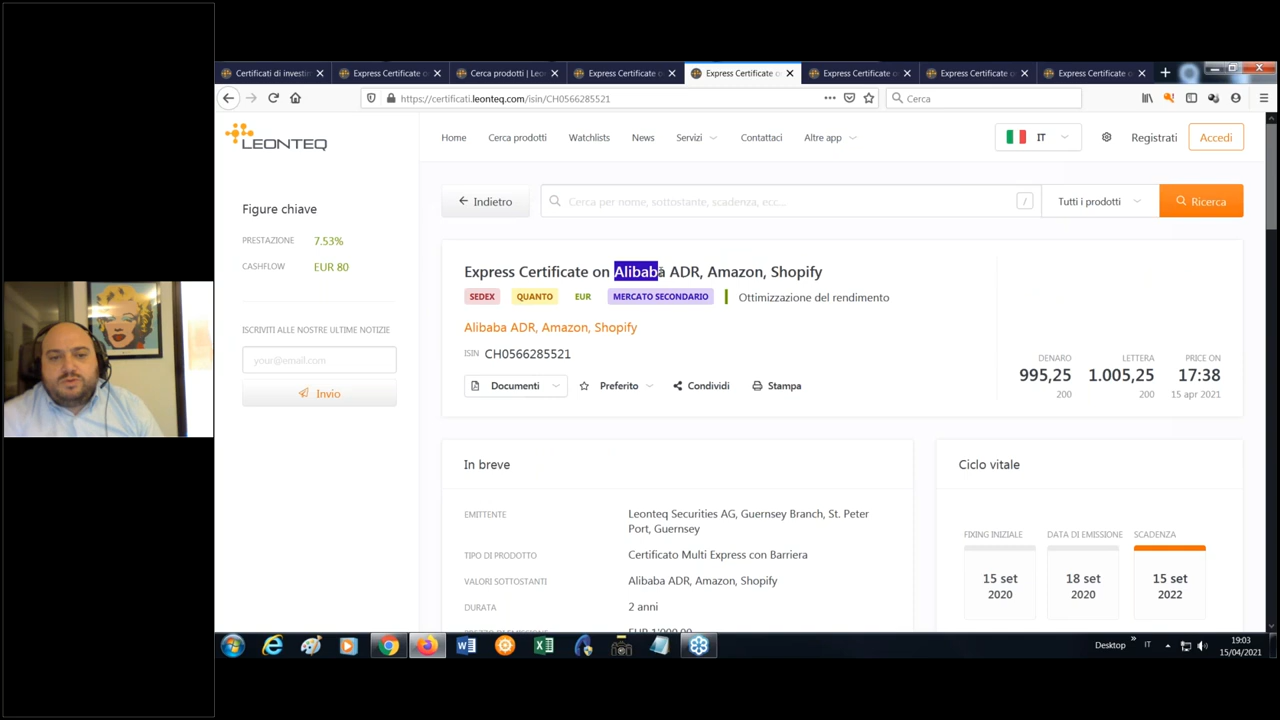 Certificati di investi
Express Certificate o
Cerca prodotti | Leo
Express Certificate o
Express Certificate o
Express Certificate o
Express Certificate o
Express Certificate o
https://certificati.leonteq.com/isin/CH0566285521
Cerca
LEONTEQ
Home
Cerca prodotti
Watchlists
News
Servizi
Contattaci
Altre app
IT
Registrati
Accedi
Figure chiave
PRESTAZIONE 7.53%
CASHFLOW EUR 80
ISCRIVITI ALLE NOSTRE ULTIME NOTIZIE
your@email.com
Invio
Indietro
Cerca per nome, sottostante, scadenza, ecc...
/
Tutti i prodotti
Ricerca
Express Certificate on Alibaba ADR, Amazon, Shopify
SEDEX QUANTO EUR MERCATO SECONDARIO Ottimizzazione del rendimento
Alibaba ADR, Amazon, Shopify
ISIN CH0566285521
Documenti Preferito Condividi Stampa
DENARO LETTERA PRICE ON
995,25 1.005,25 17:38
200 200 15 apr 2021
In breve
EMITTENTE Leonteq Securities AG, Guernsey Branch, St. Peter
Port, Guernsey
TIPO DI PRODOTTO Certificato Multi Express con Barriera
VALORI SOTTOSTANTI Alibaba ADR, Amazon, Shopify
DURATA 2 anni
Ciclo vitale
FIXING INIZIALE DATA DI EMISSIONE SCADENZA
15 set 18 set 15 set
2020 2020 2022
Desktop
IT
19:03
15/04/2021